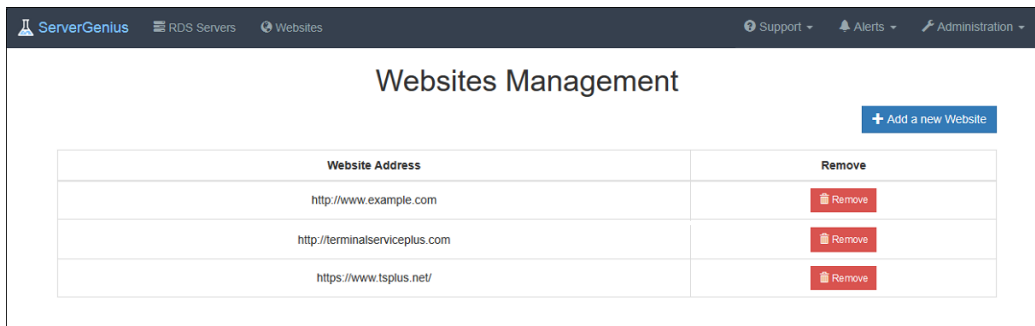 ServerGenius RDS Servers Websites Support Alerts Administration
Websites Management
Add a new Website
Website Address Remove
http://www.example.com Remove
http://terminalserviceplus.com Remove
https://www.tsplus.net/ Remove